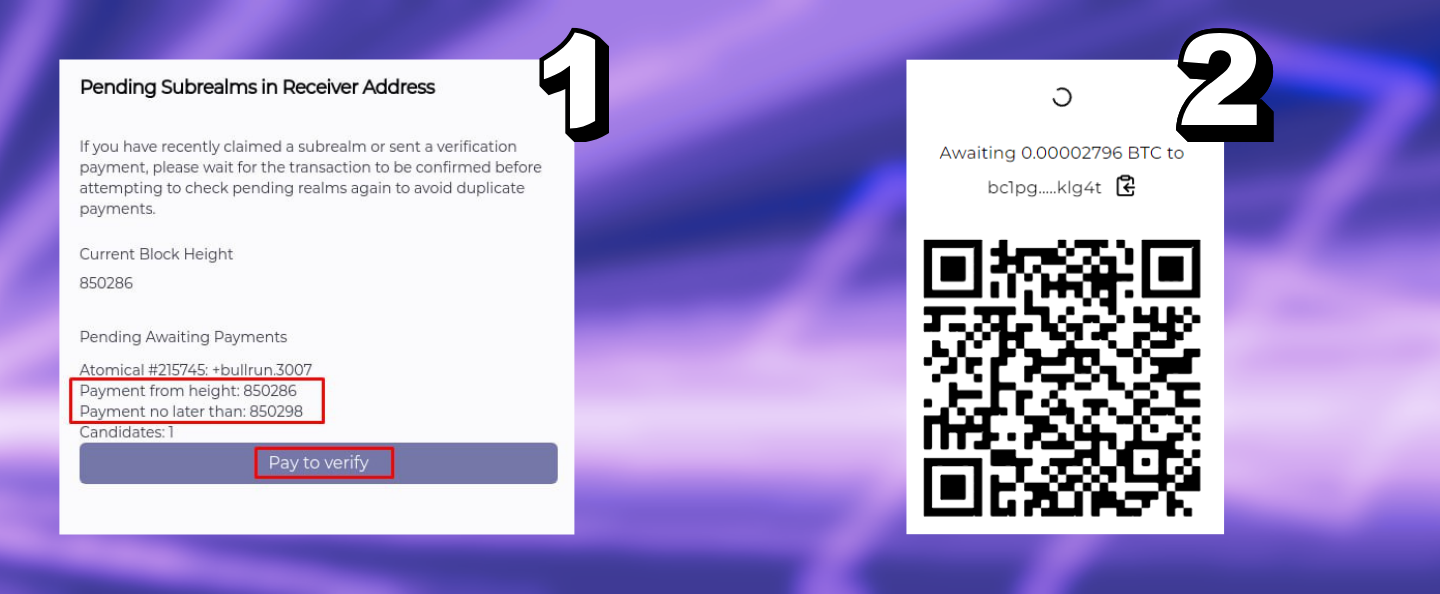 1
Pending Subrealms in Receiver Address
If you have recently claimed a subrealm or sent a verification
payment, please wait for the transaction to be confirmed before
attempting to check pending realms again to avoid duplicate
payments.
Current Block Height
850286
Pending Awaiting Payments
Atomical #215745: +bullrun.3007
Payment from height: 850286
Payment no later than: 850298
Candidates: 1
Pay to verify
2
Awaiting 0.00002796 BTC to
bc1pg.....klg4t